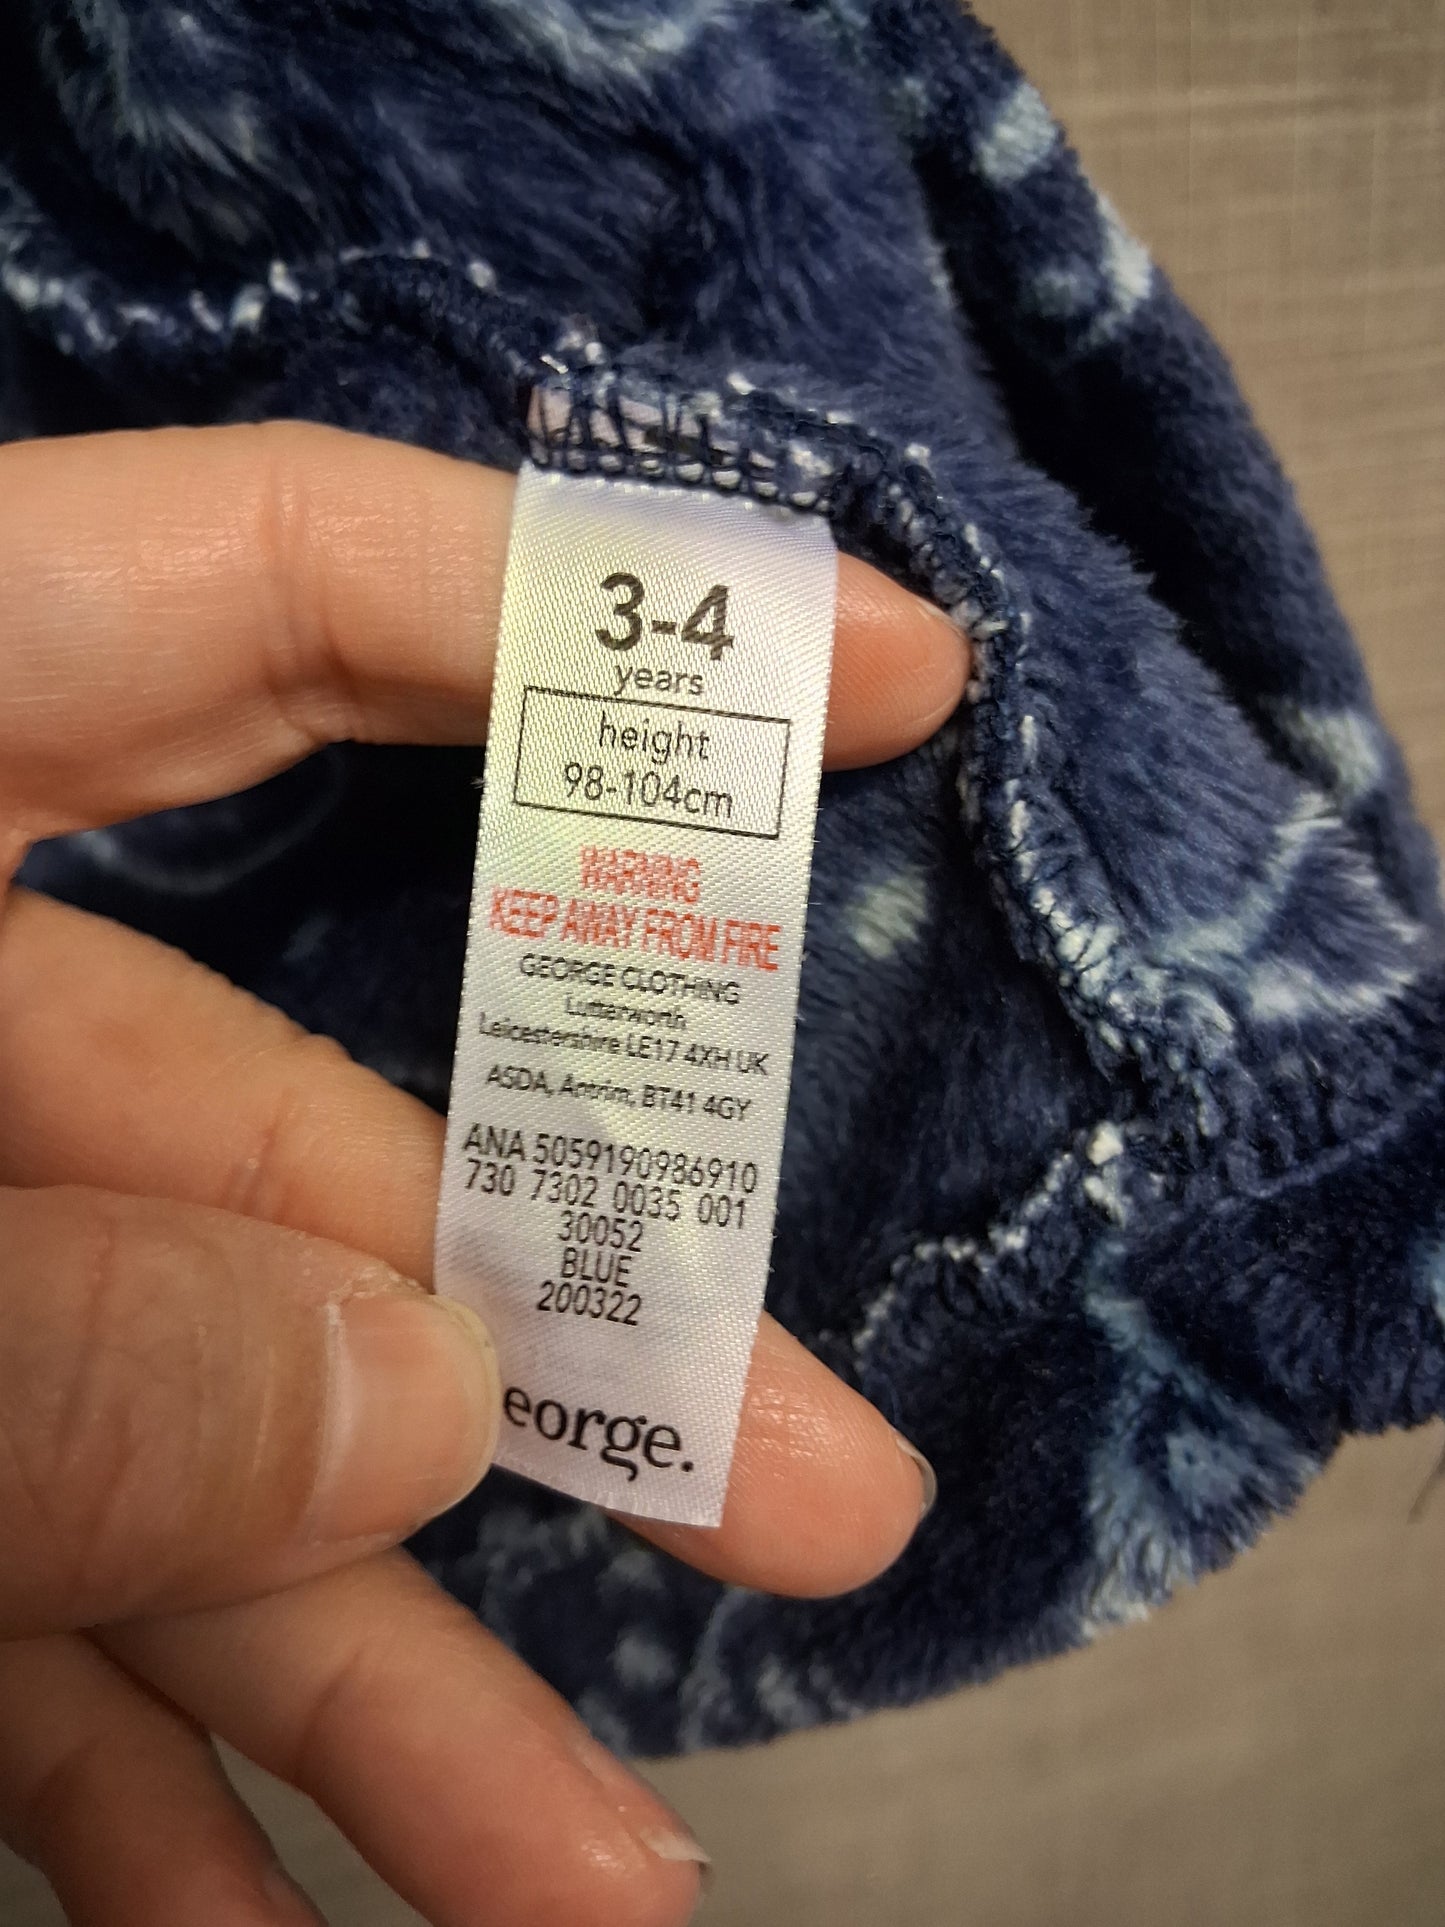 3-4
years
height
98-104cm
WARNING
KEEP AWAY FROM FIRE
GEORGE CLOTHING
Lutterworth
Leicestershire LE17 4XH UK
ASDA, Antrim, BT41 4GY
ANA 5059190986910
730 7302 0035 001
30052
BLUE
200322
eorge.